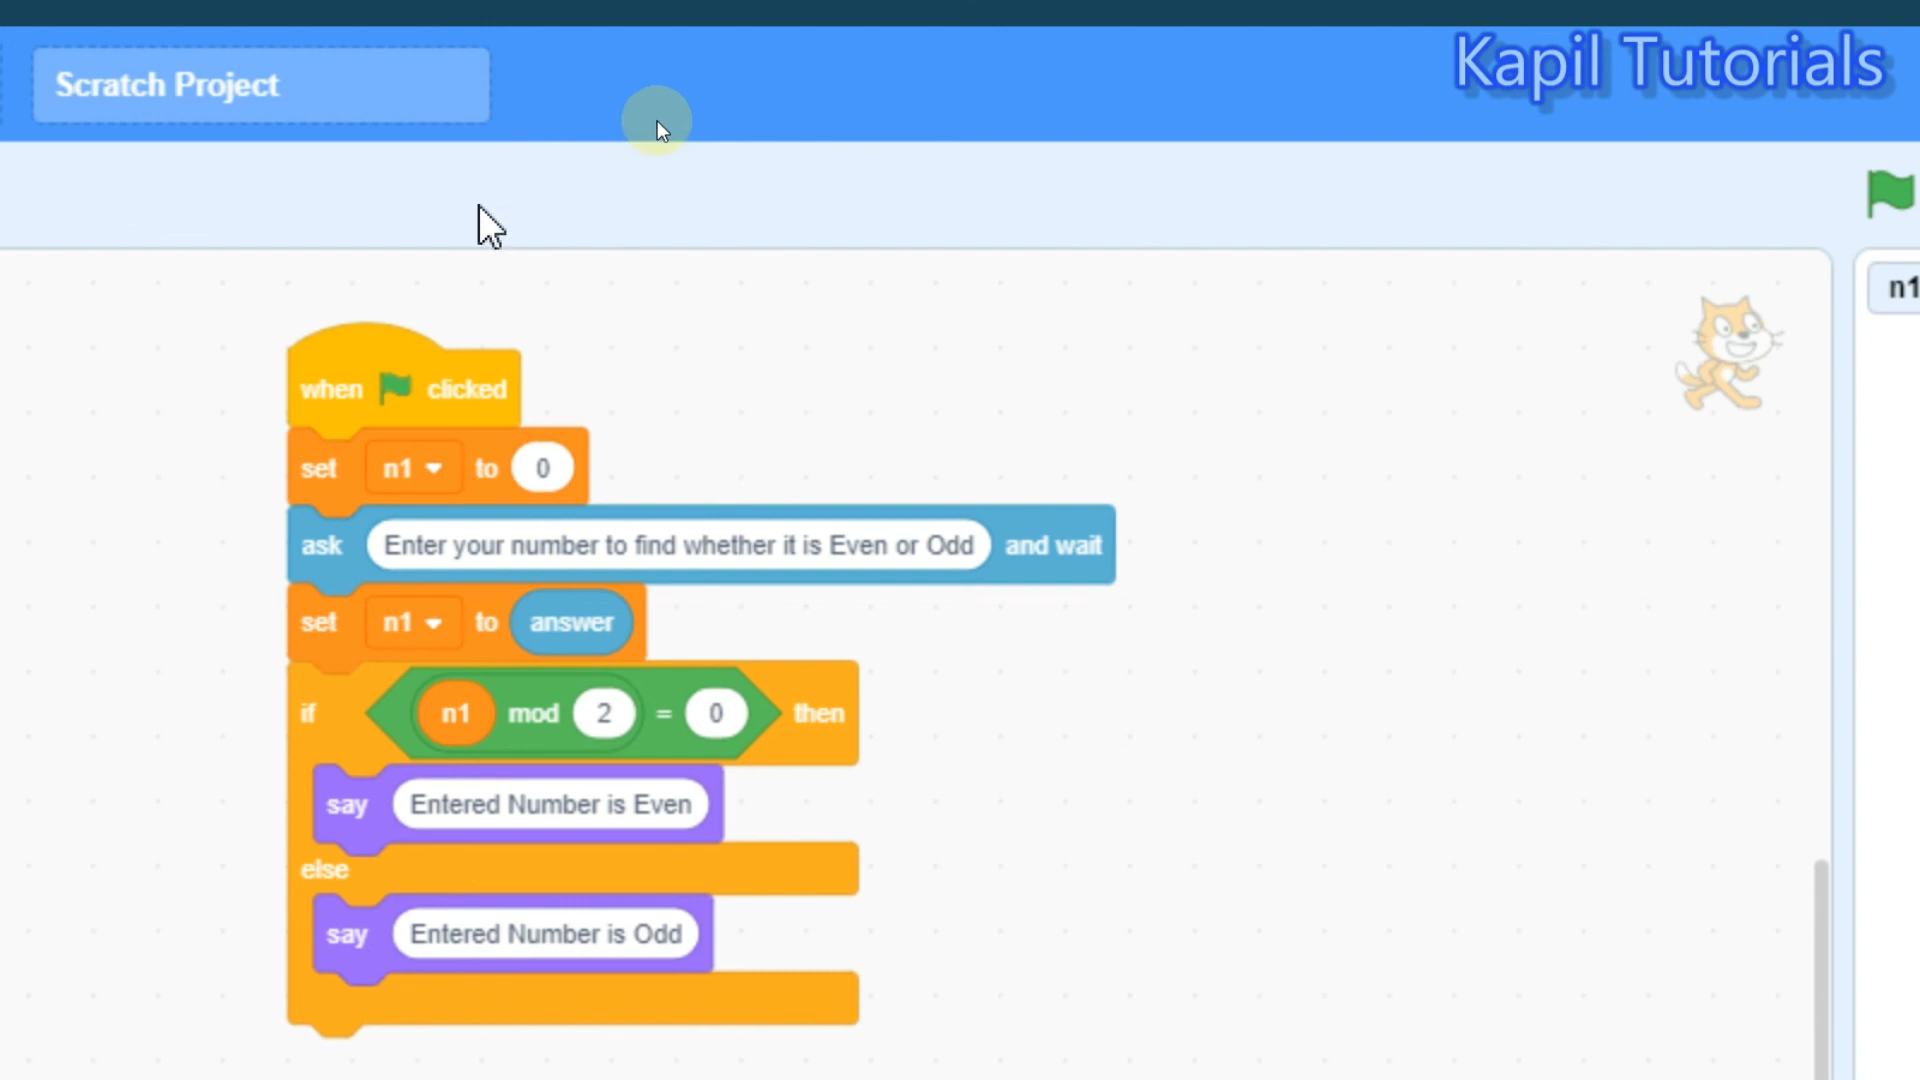 Kapil Tutorials
Scratch Project
n1
when clicked
set n1 to 0
ask Enter your number to find whether it is Even or Odd and wait
set n1 to answer
if n1 mod 2 = 0 then
say Entered Number is Even
else
say Entered Number is Odd